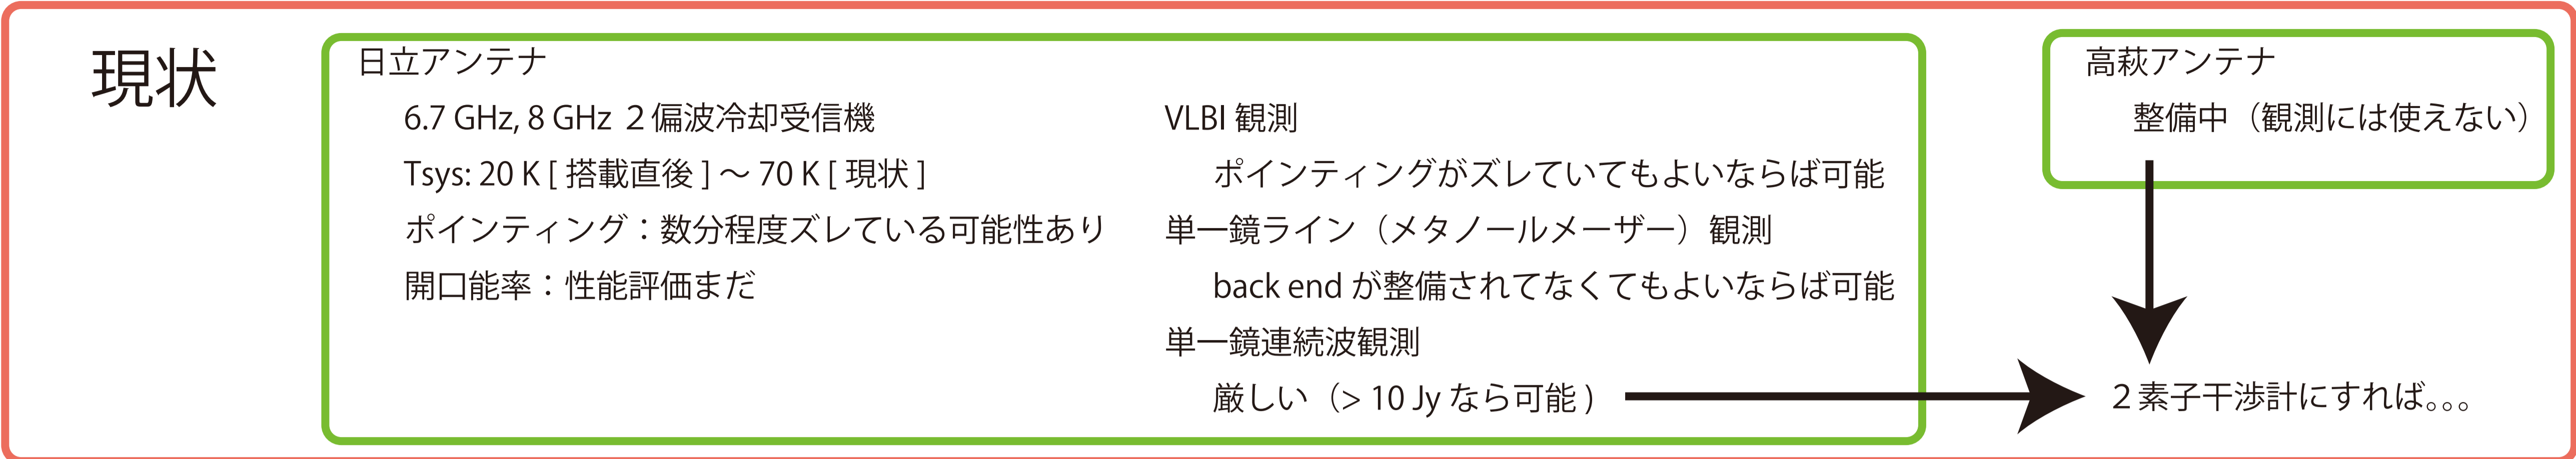 現状
日立アンテナ
6.7 GHz, 8 GHz 2 偏波冷却受信機
Tsys: 20 K [ 搭載直後 ] ～ 70 K [ 現状 ]
ポインティング：数分程度ズレている可能性あり
開口能率：性能評価まだ
VLBI 観測
ポインティングがズレていてもよいならば可能
単一鏡ライン（メタノールメーザー）観測
back end が整備されてなくてもよいならば可能
単一鏡連続波観測
厳しい（> 10 Jy なら可能 )
高萩アンテナ
整備中（観測には使えない）
２素子干渉計にすれば。。。